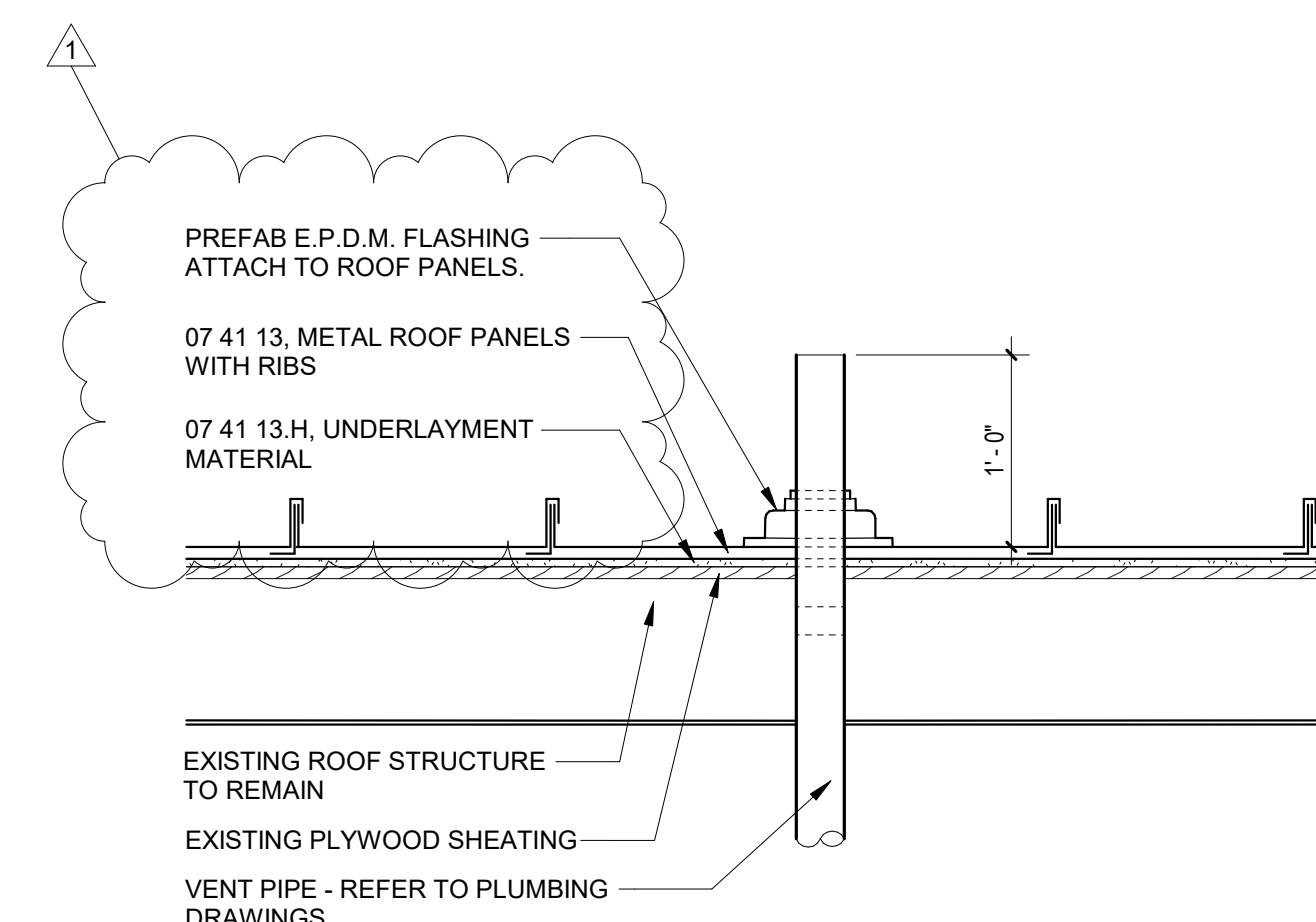 1
PREFAB E.P.D.M. FLASHING
ATTACH TO ROOF PANELS.
07 41 13, METAL ROOF PANELS
WITH RIBS
07 41 13.H, UNDERLAYMENT
MATERIAL
1' - 0"
EXISTING ROOF STRUCTURE
TO REMAIN
EXISTING PLYWOOD SHEATING
VENT PIPE - REFER TO PLUMBING
DRAWINGS